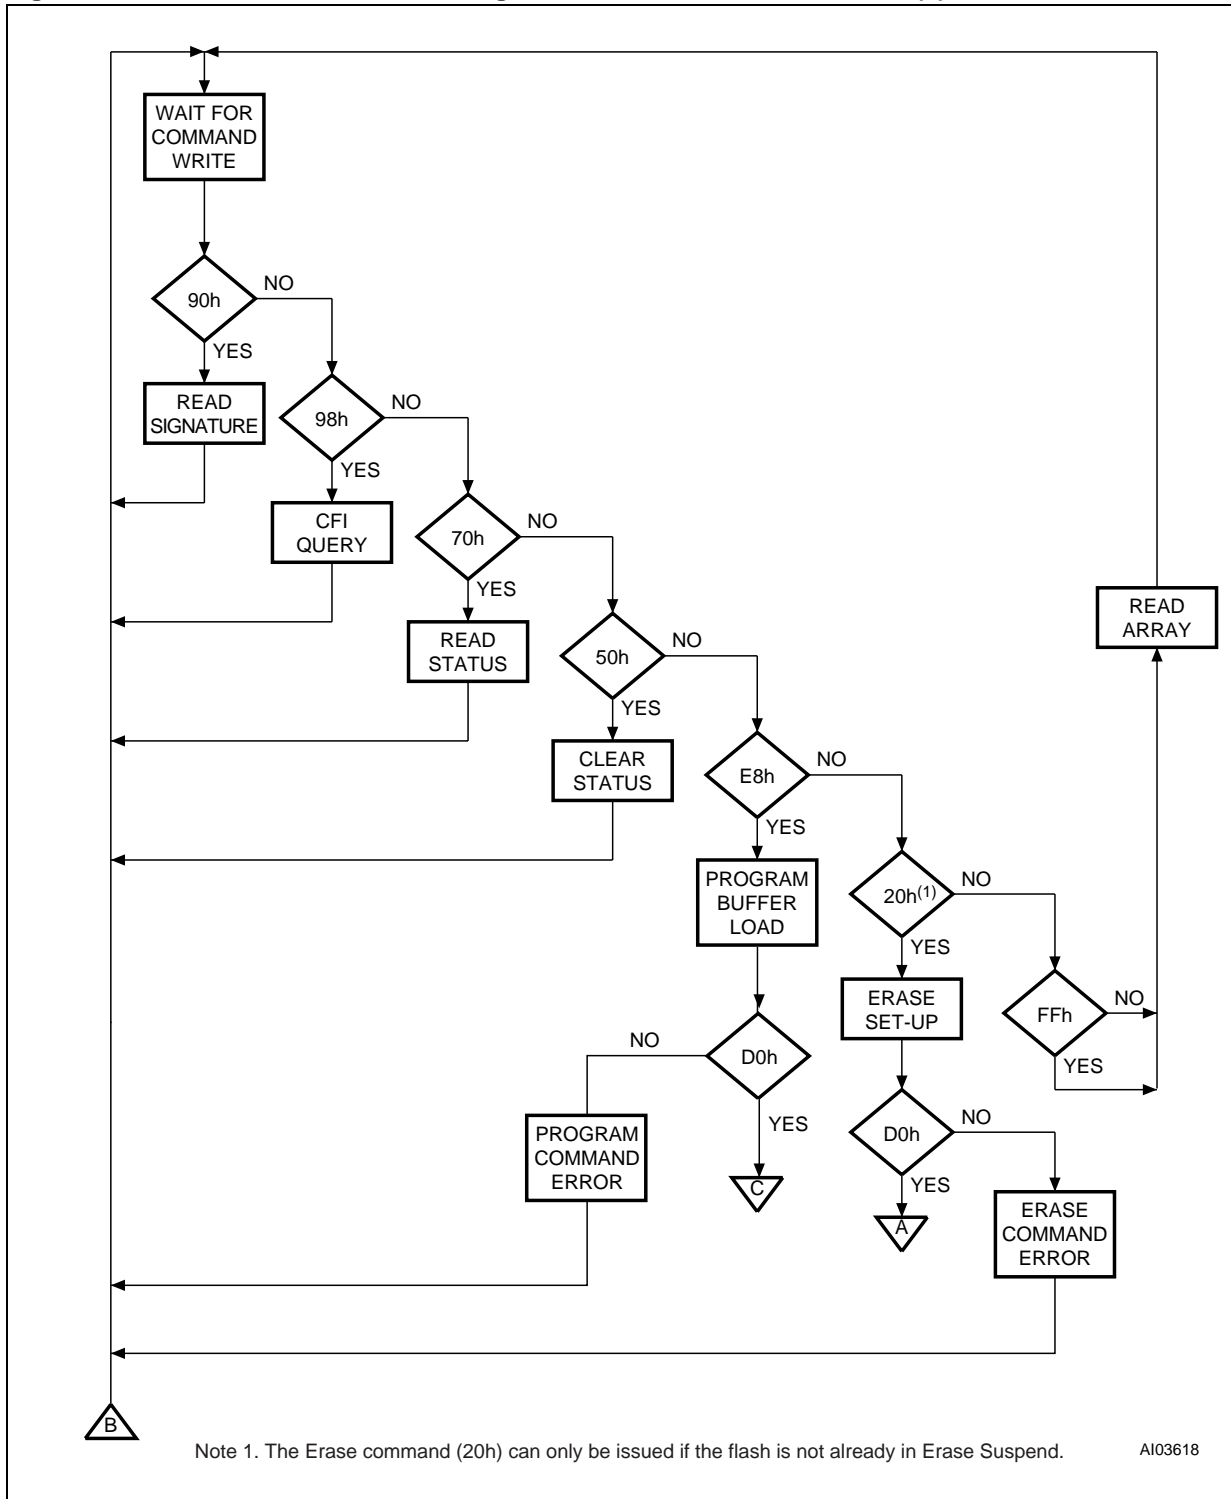 WAIT FOR
COMMAND
WRITE
90h
NO
YES
READ
SIGNATURE
98h
NO
YES
CFI
QUERY
70h
NO
YES
READ
STATUS
50h
NO
YES
CLEAR
STATUS
READ
ARRAY
E8h
NO
YES
PROGRAM
BUFFER
LOAD
20h(1)
NO
YES
ERASE
SET-UP
FFh
NO
YES
D0h
NO
YES
PROGRAM
COMMAND
ERROR
C
D0h
NO
YES
A
ERASE
COMMAND
ERROR
B
Note 1. The Erase command (20h) can only be issued if the flash is not already in Erase Suspend.
AI03618